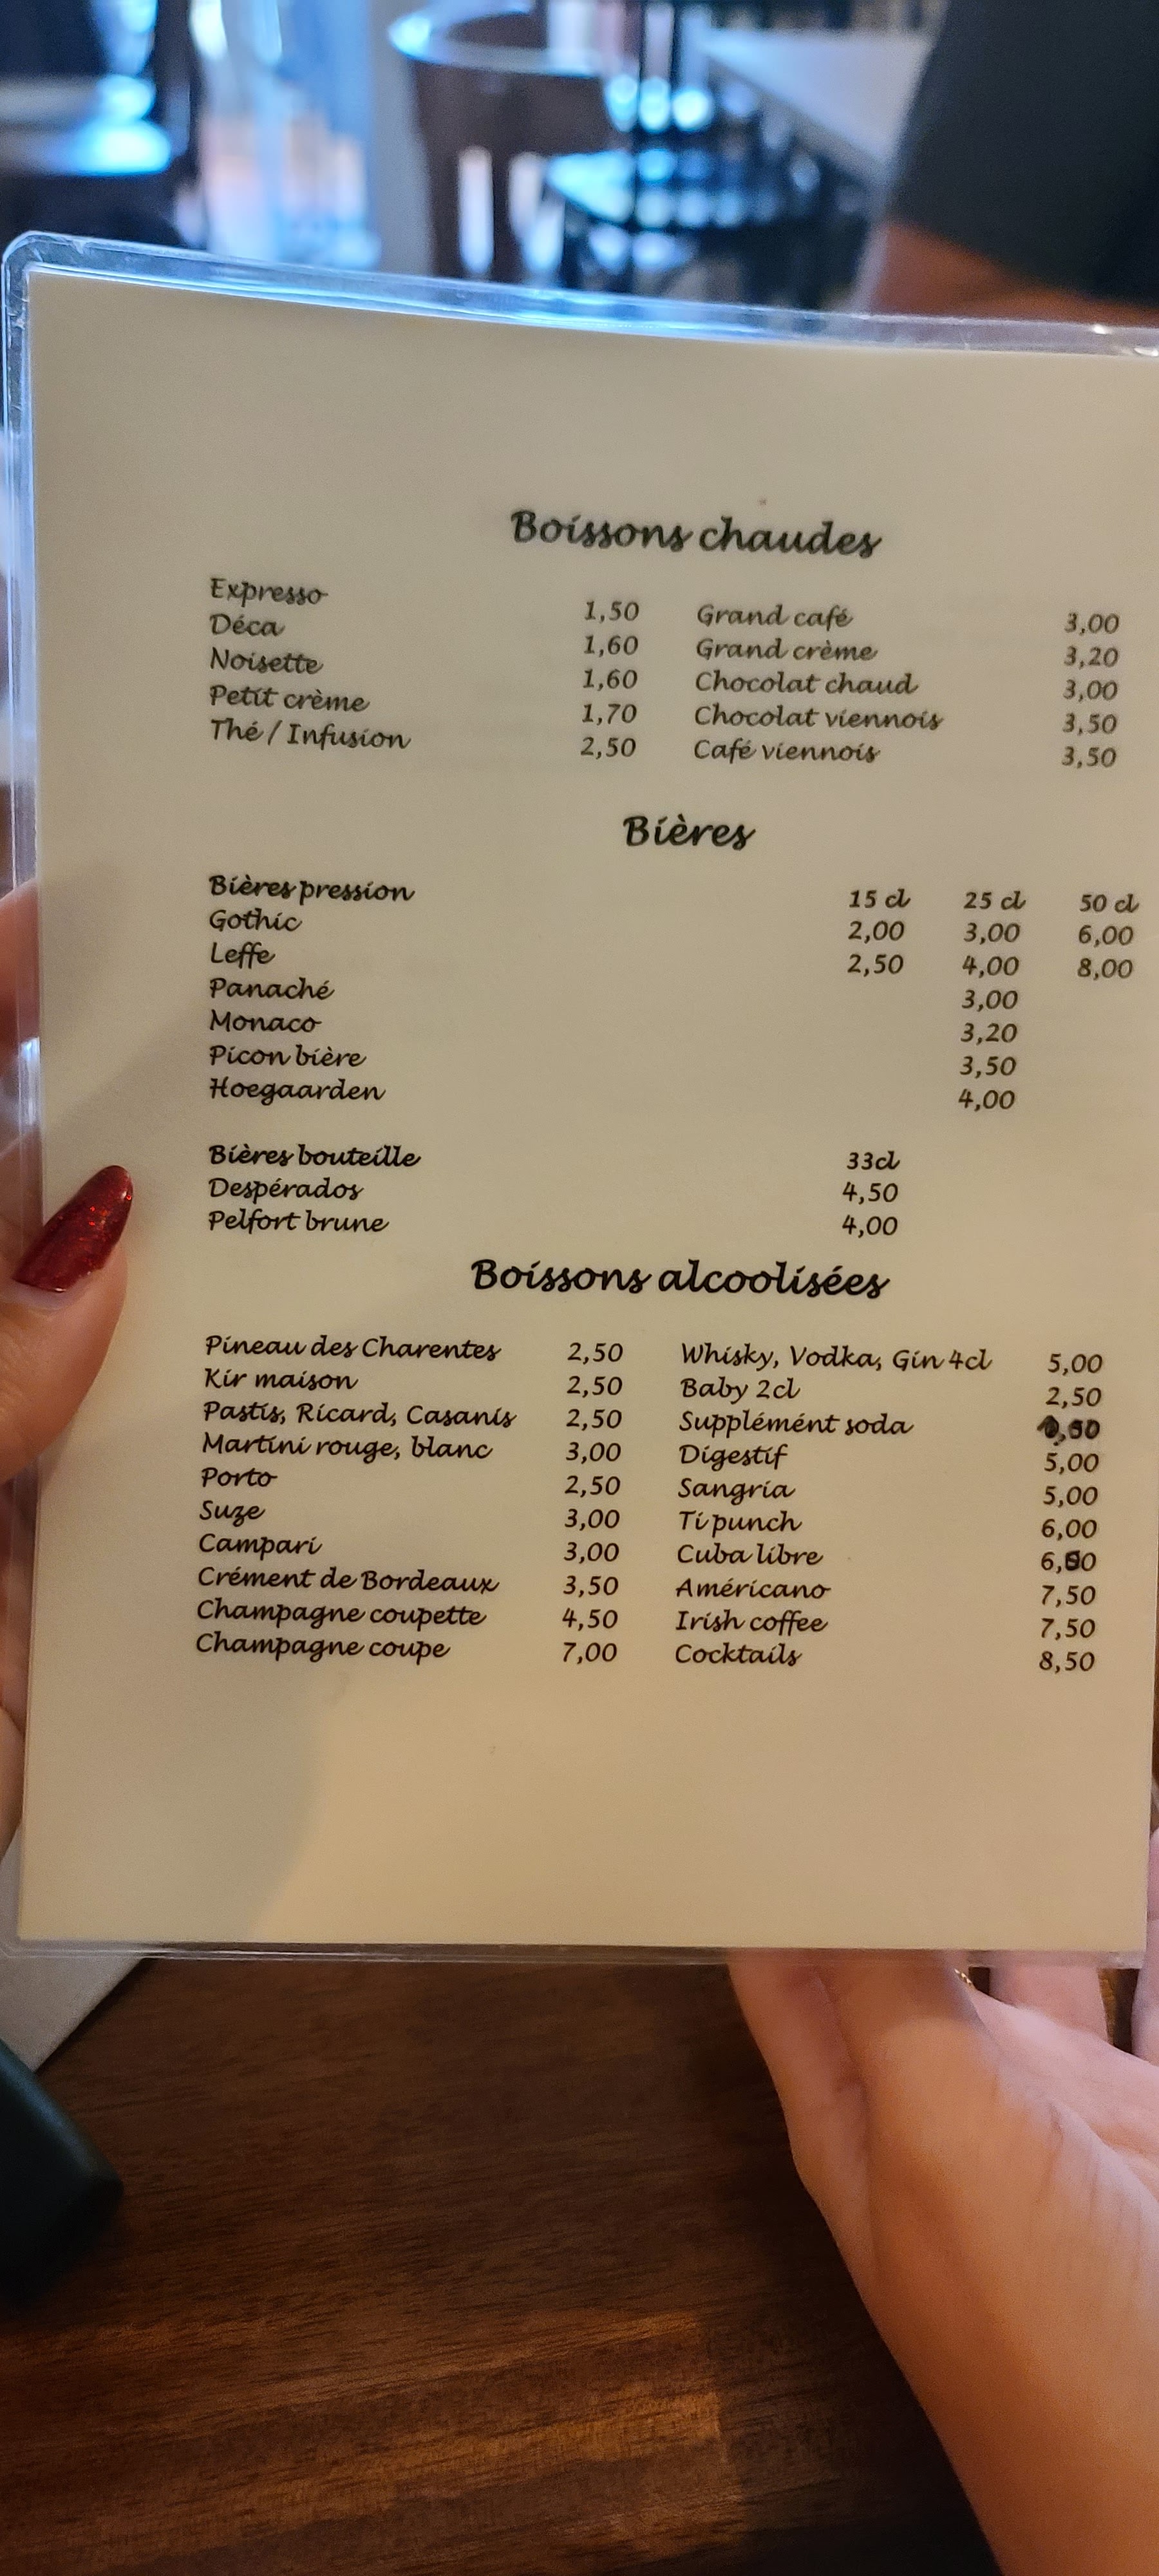 Boissons chaudes
Expresso 1,50 Grand café 3,00
Déca 1,60 Grand crème 3,20
Noisette 1,60 Chocolat chaud 3,00
Petit crème 1,70 Chocolat viennois 3,50
Thé / Infusion 2,50 Café viennois 3,50
Bières
Bières pression 15 cl 25 cl 50 cl
Gothic 2,00 3,00 6,00
Leffe 2,50 4,00 8,00
Panaché 3,00
Monaco 3,20
Picon bière 3,50
Hoegaarden 4,00
Bières bouteille 33cl
Despérados 4,50
Pelfort brune 4,00
Boissons alcoolisées
Pineau des Charentes 2,50 Whisky, Vodka, Gin 4cl 5,00
Kir maison 2,50 Baby 2cl 2,50
Pastis, Ricard, Casanis 2,50 Supplémént soda
Martini rouge, blanc 3,00 Digestif 5,00
Porto 2,50 Sangria 5,00
Suze 3,00 Ti punch 6,00
Campari 3,00 Cuba libre
Crément de Bordeaux 3,50 Américano 7,50
Champagne coupette 4,50 Irish coffee 7,50
Champagne coupe 7,00 Cocktails 8,50